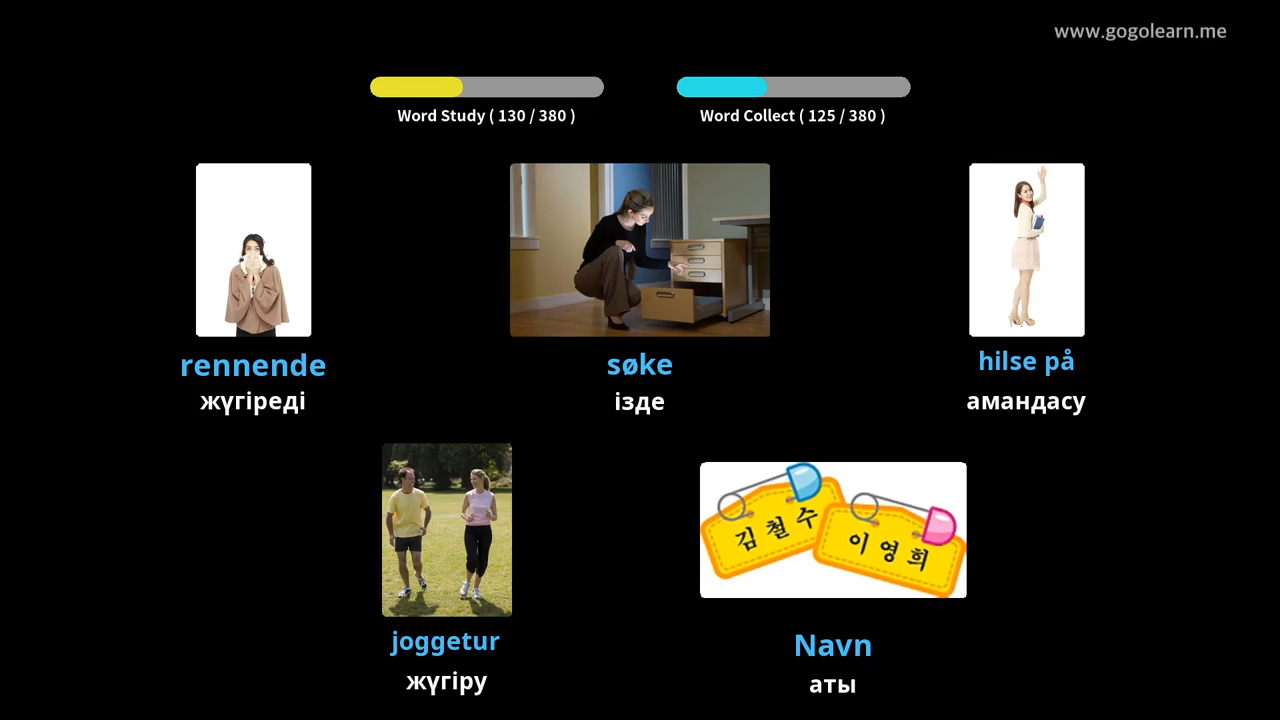 www.gogolearn.me
Word Study ( 130 / 380 )
Word Collect ( 125 / 380 )
rennende
жүгіреді
søke
ізде
hilse på
амандасу
김철수
이영희
joggetur
жүгіру
Navn
аты